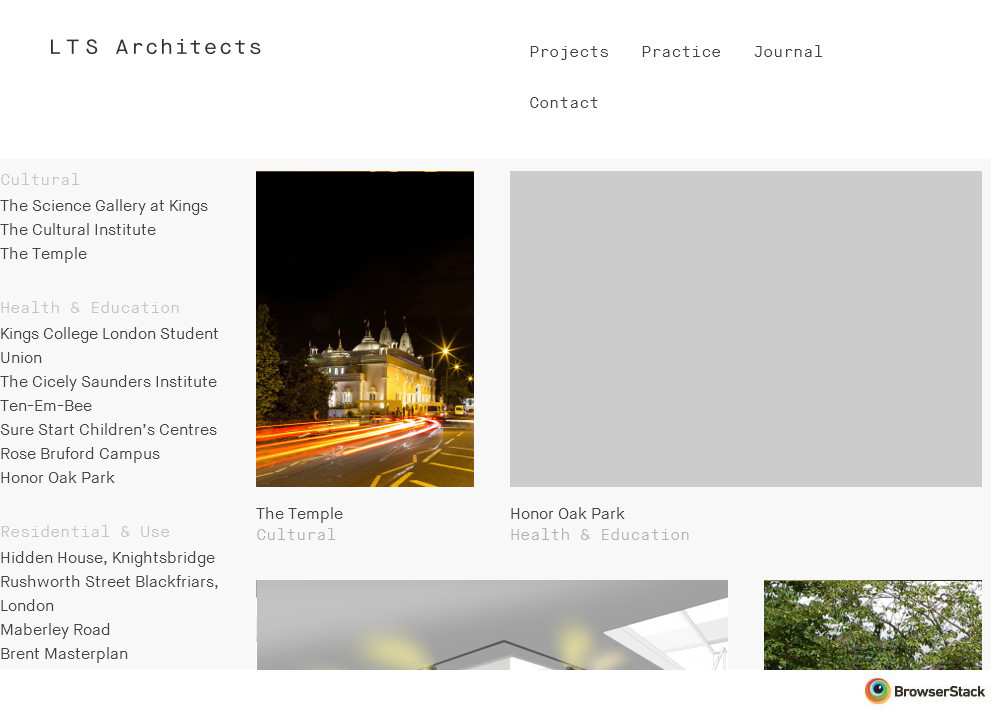 LTS Architects
Projects Practice Journal
Contact
Cultural
The Science Gallery at Kings
The Cultural Institute
The Temple
Health & Education
Kings College London Student
Union
The Cicely Saunders Institute
Ten-Em-Bee
Sure Start Children's Centres
Rose Bruford Campus
Honor Oak Park
Residential & Use
Hidden House, Knightsbridge
Rushworth Street Blackfriars,
London
Maberley Road
Brent Masterplan
The Temple
Cultural
Honor Oak Park
Health & Education
BrowserStack